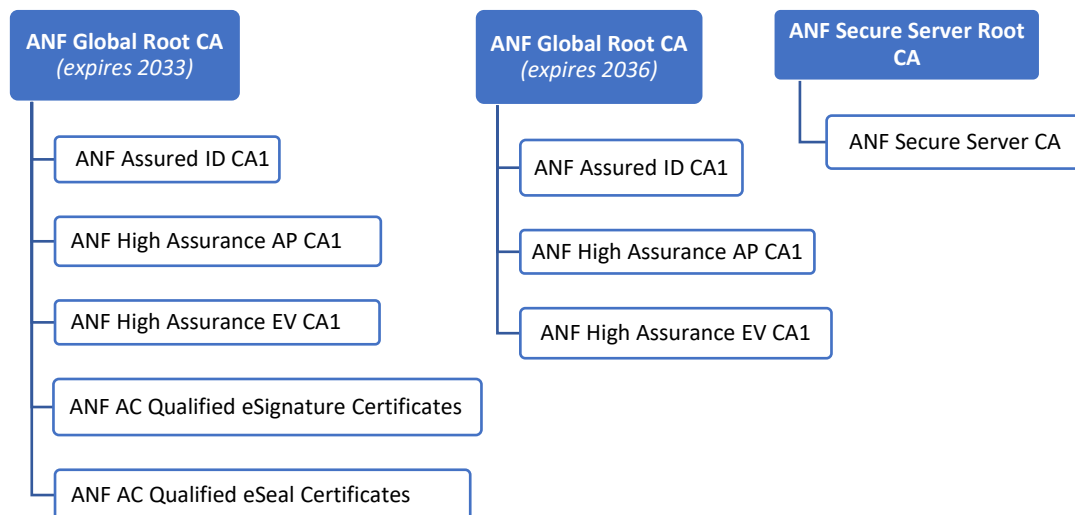 ANF Global Root CA
(expires 2033)
ANF Assured ID CA1
ANF High Assurance AP CA1
ANF High Assurance EV CA1
ANF AC Qualified eSignature Certificates
ANF AC Qualified eSeal Certificates
ANF Global Root CA
(expires 2036)
ANF Assured ID CA1
ANF High Assurance AP CA1
ANF High Assurance EV CA1
ANF Secure Server Root
CA
ANF Secure Server CA